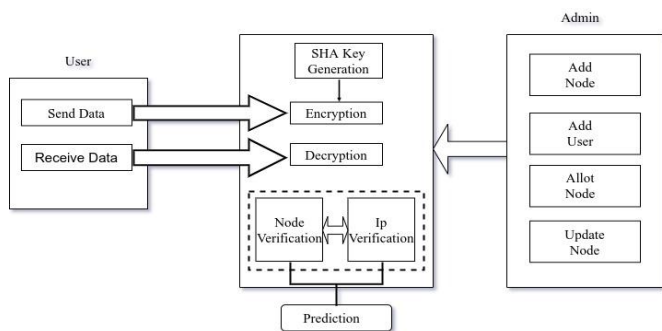 User
Send Data
Receive Data
SHA Key
Generation
Encryption
Decryption
Node
Verification
Ip
Verification
Prediction
Admin
Add
Node
Add
User
Allot
Node
Update
Node